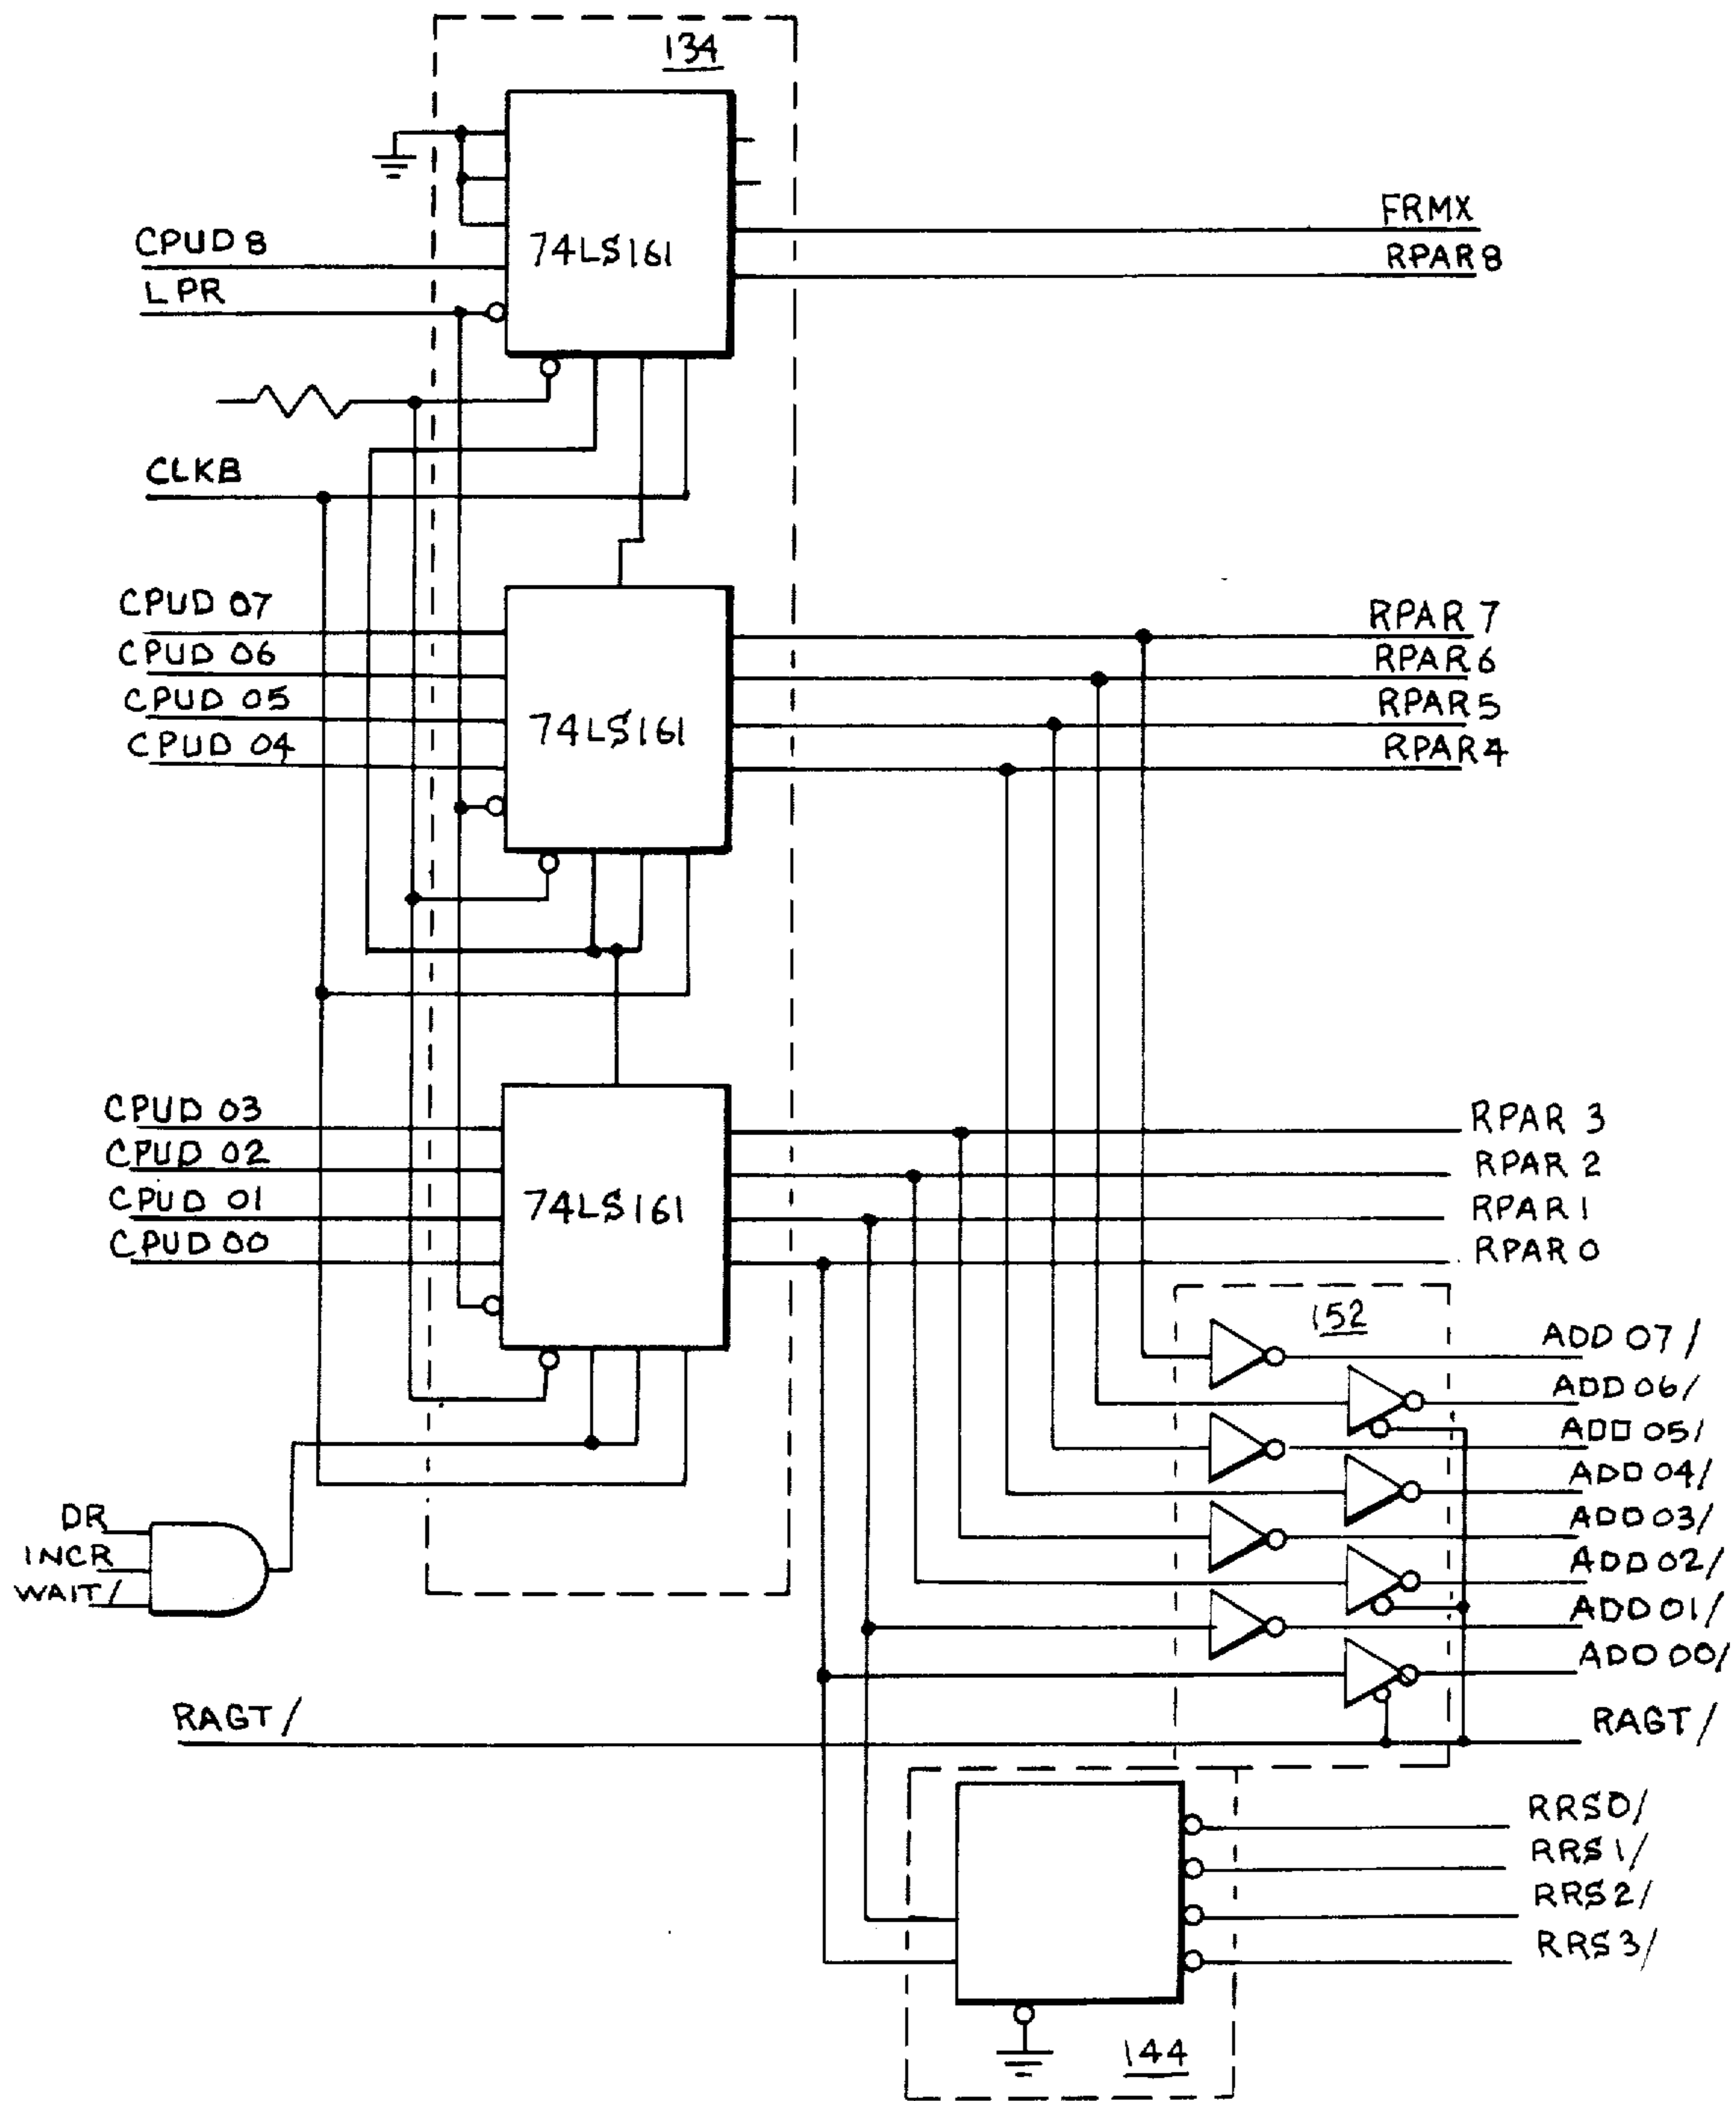 134
74LS161
CPUD 8
LPR
FRMX
RPAR 8
CLKB
CPUD 07
CPUD 06
CPUD 05
CPUD 04
74LS161
RPAR 7
RPAR 6
RPAR 5
RPAR 4
CPUD 03
CPUD 02
CPUD 01
CPUD 00
74LS161
RPAR 3
RPAR 2
RPAR 1
RPAR 0
152
ADD 07/
ADD 06/
ADD 05/
ADD 04/
ADD 03/
ADD 02/
ADD 01/
ADD 00/
DR
INCR
WAIT/
RAGT/
RAGT/
RRS0/
RRS1/
RRS2/
RRS3/
144